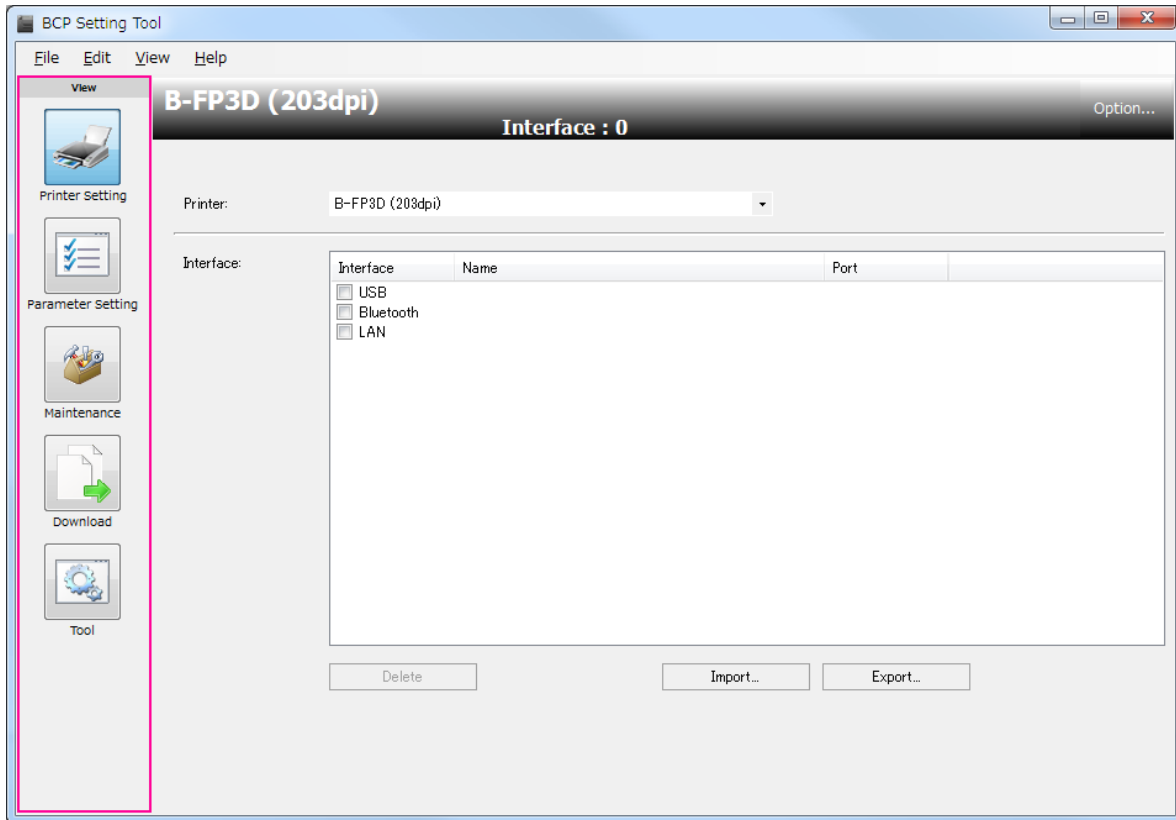 BCP Setting Tool
File Edit View Help
View
B-FP3D (203dpi)
Interface : 0
Option...
Printer Setting
Parameter Setting
Maintenance
Download
Tool
Printer: B-FP3D (203dpi)
Interface:
Interface Name Port
USB
Bluetooth
LAN
Delete Import... Export...